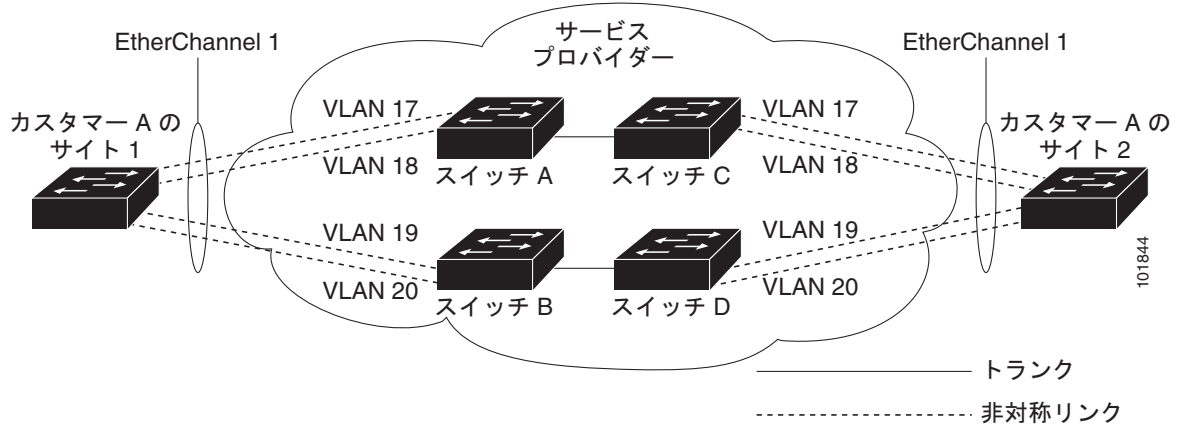 サービス
プロバイダー
EtherChannel 1
EtherChannel 1
カスタマー A の
サイト 1
VLAN 17
VLAN 18
スイッチ A
スイッチ C
VLAN 17
VLAN 18
カスタマー A の
サイト 2
VLAN 19
VLAN 20
スイッチ B
スイッチ D
VLAN 19
VLAN 20
101844
トランク
非対称リンク